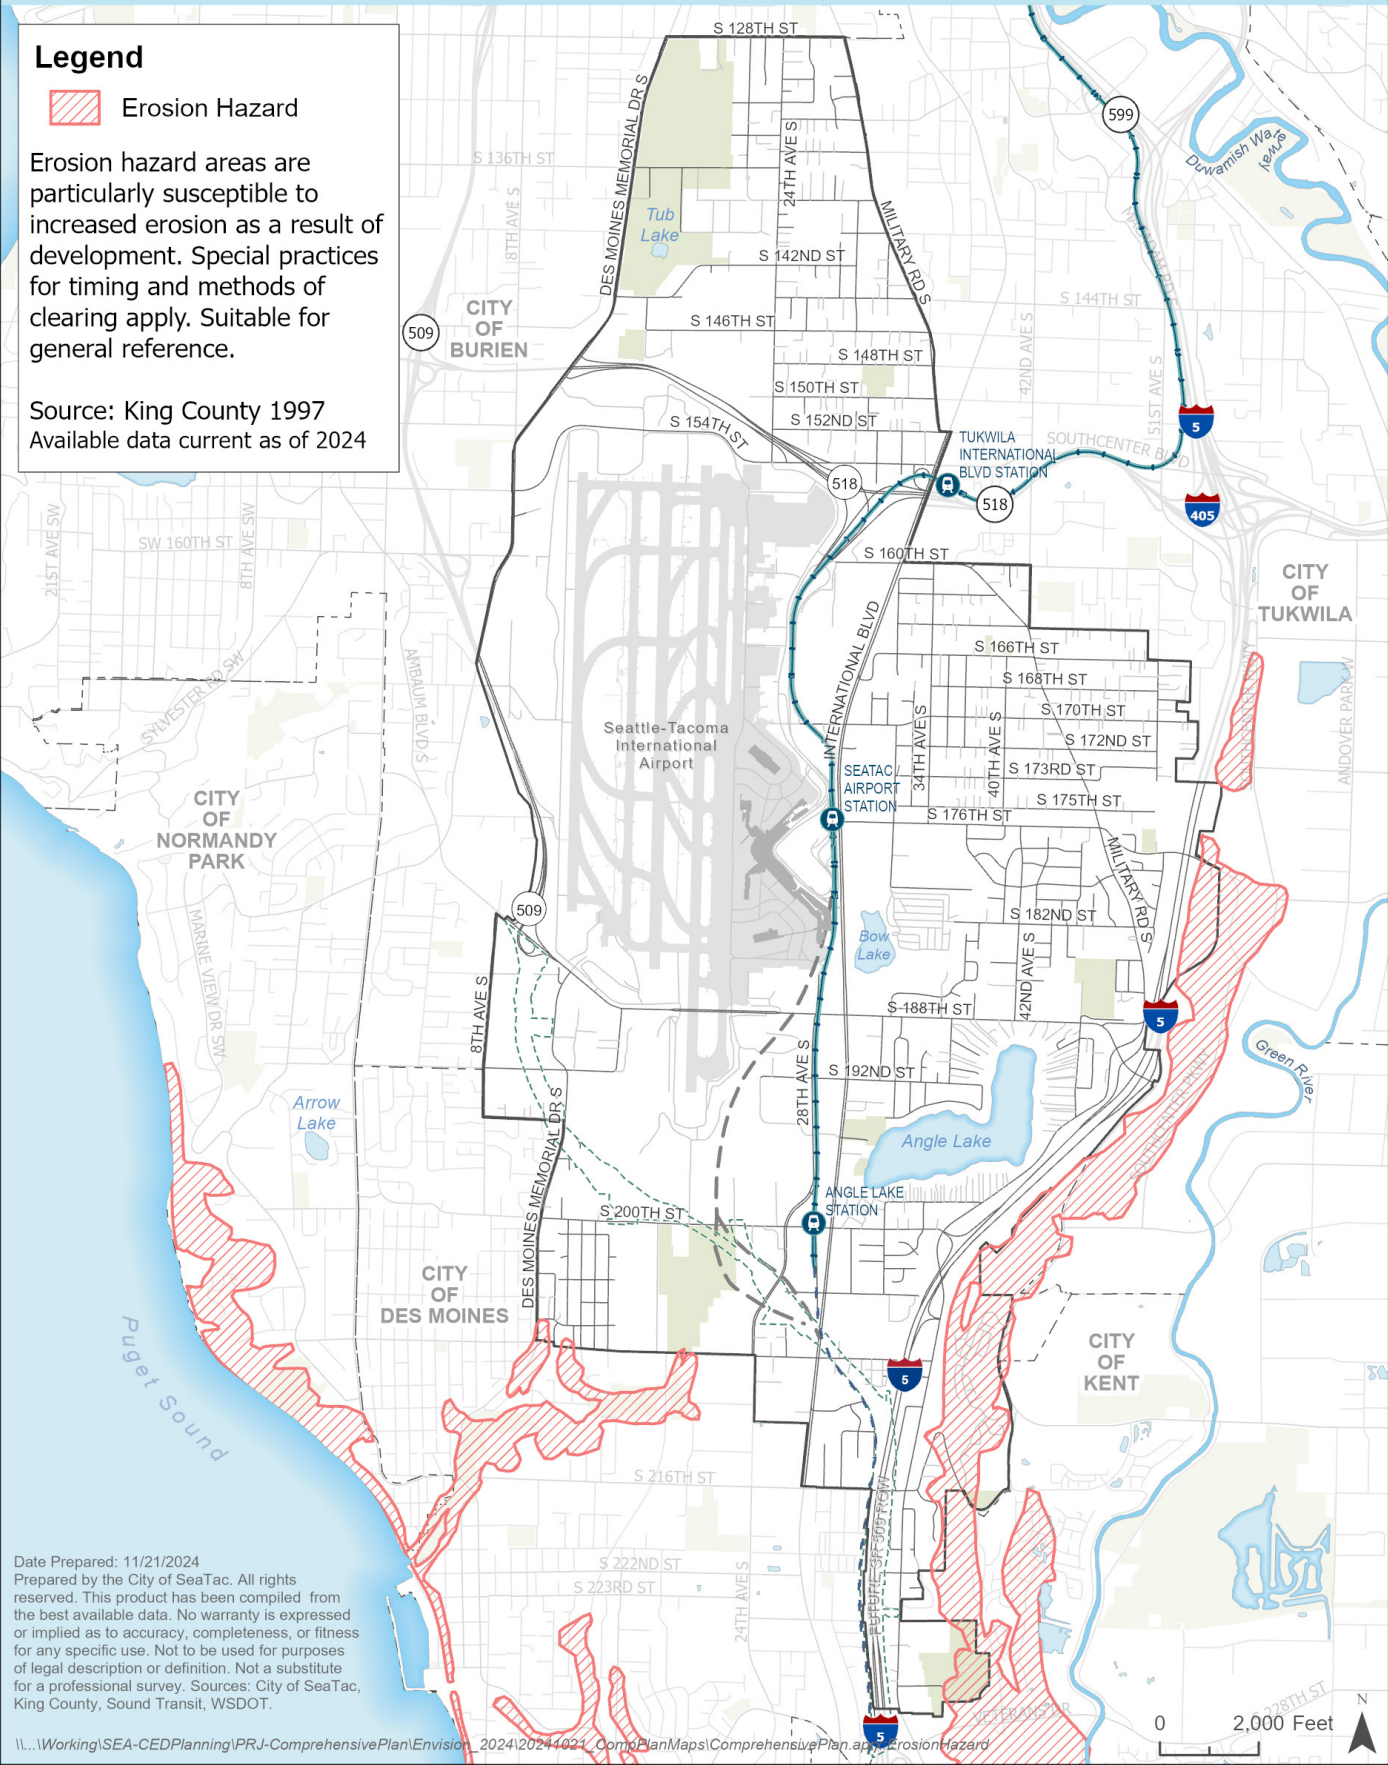 Legend
Erosion Hazard
Erosion hazard areas are
particularly susceptible to
increased erosion as a result of
development. Special practices
for timing and methods of
clearing apply. Suitable for
general reference.
Source: King County 1997
Available data current as of 2024
S 128TH ST
DES MOINES MEMORIAL DR S
24TH AVE S
MILITARY RD S
599
Duwamish Waterway
S 136TH ST
8TH AVE S
Tub
Lake
S 142ND ST
S 144TH ST
42ND AVE S
51ST AVE S
CITY
OF
BURIEN
509
S 146TH ST
S 148TH ST
S 150TH ST
S 152ND ST
S 154TH ST
5
TUKWILA
INTERNATIONAL
BLVD STATION
SOUTHCENTER BLVD
518
518
405
21ST AVE SW
SW 160TH ST
8TH AVE SW
S 160TH ST
CITY
OF
TUKWILA
SYLVESTER RD SW
AMBAUM BLVD S
INTERNATIONAL BLVD
S 166TH ST
S 168TH ST
S 170TH ST
34TH AVE S
40TH AVE S
S 172ND ST
S 173RD ST
S 175TH ST
S 176TH ST
ANDOVER PARK W
Seattle-Tacoma
International
Airport
SEATAC /
AIRPORT
STATION
CITY
OF
NORMANDY
PARK
MILITARY RD S
509
MARINE VIEW DR SW
Bow
Lake
S 182ND ST
42ND AVE S
8TH AVE S
S 188TH ST
5
Green River
28TH AVE S
S 192ND ST
Arrow
Lake
DES MOINES MEMORIAL DR S
Angle Lake
SOUTHCENTER PKWY
ANGLE LAKE
STATION
S 200TH ST
CITY
OF
DES MOINES
Puget Sound
CITY
OF
KENT
5
S 216TH ST
FUTURE SR 509 ROW
S 222ND ST
S 223RD ST
24TH AVE S
VETERANS DR
S 228TH ST
5
Date Prepared: 11/21/2024
Prepared by the City of SeaTac. All rights
reserved. This product has been compiled from
the best available data. No warranty is expressed
or implied as to accuracy, completeness, or fitness
for any specific use. Not to be used for purposes
of legal description or definition. Not a substitute
for a professional survey. Sources: City of SeaTac,
King County, Sound Transit, WSDOT.
N
0 2,000 Feet